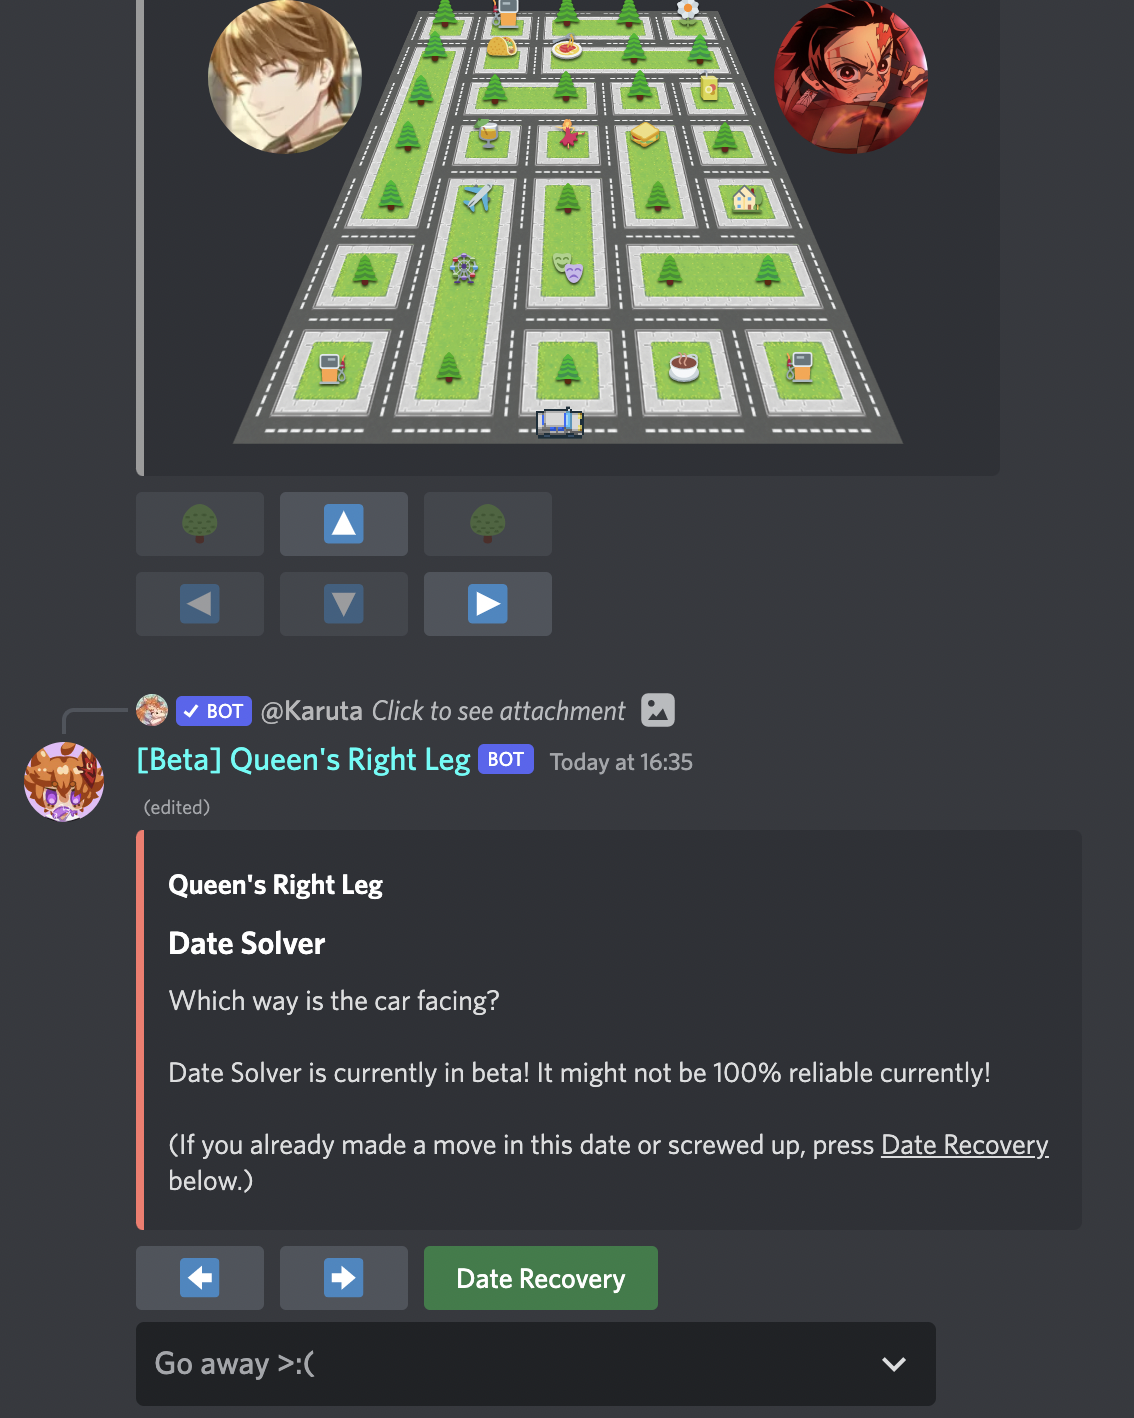 BOT @Karuta Click to see attachment
[Beta] Queen's Right Leg BOT Today at 16:35
(edited)
Queen's Right Leg
Date Solver
Which way is the car facing?
Date Solver is currently in beta! It might not be 100% reliable currently!
(If you already made a move in this date or screwed up, press Date Recovery
below.)
Date Recovery
Go away >:(